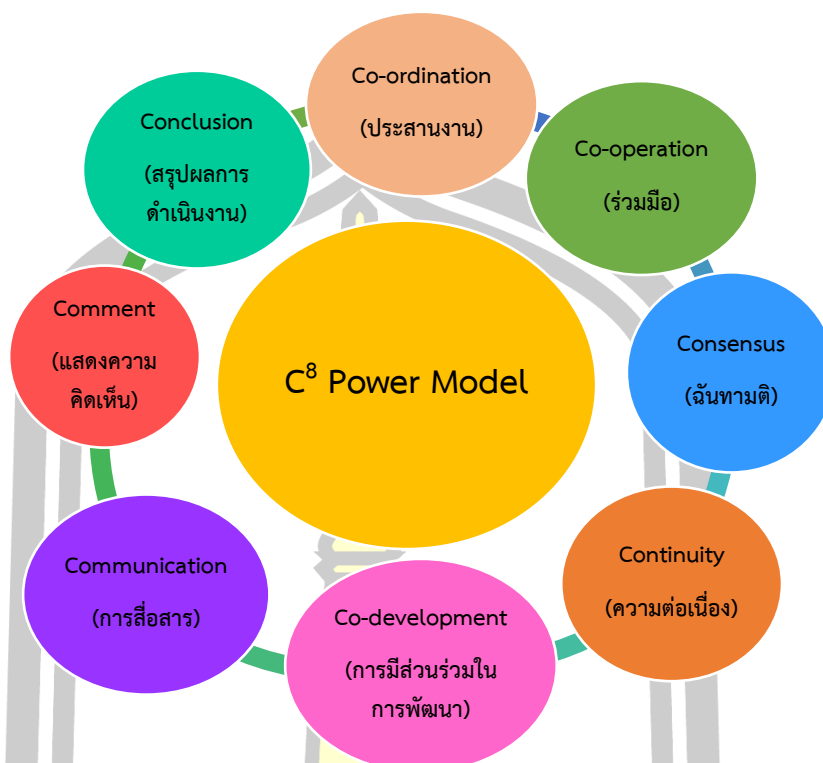 Co-ordination
(ประสานงาน)
Co-operation
(ร่วมมือ)
Consensus
(ฉันทามติ)
Continuity
(ความต่อเนื่อง)
Co-development
(การมีส่วนร่วมใน
การพัฒนา)
Communication
(การสื่อสาร)
Comment
(แสดงความ
คิดเห็น)
Conclusion
(สรุปผลการ
ดำเนินงาน)
C⁸ Power Model